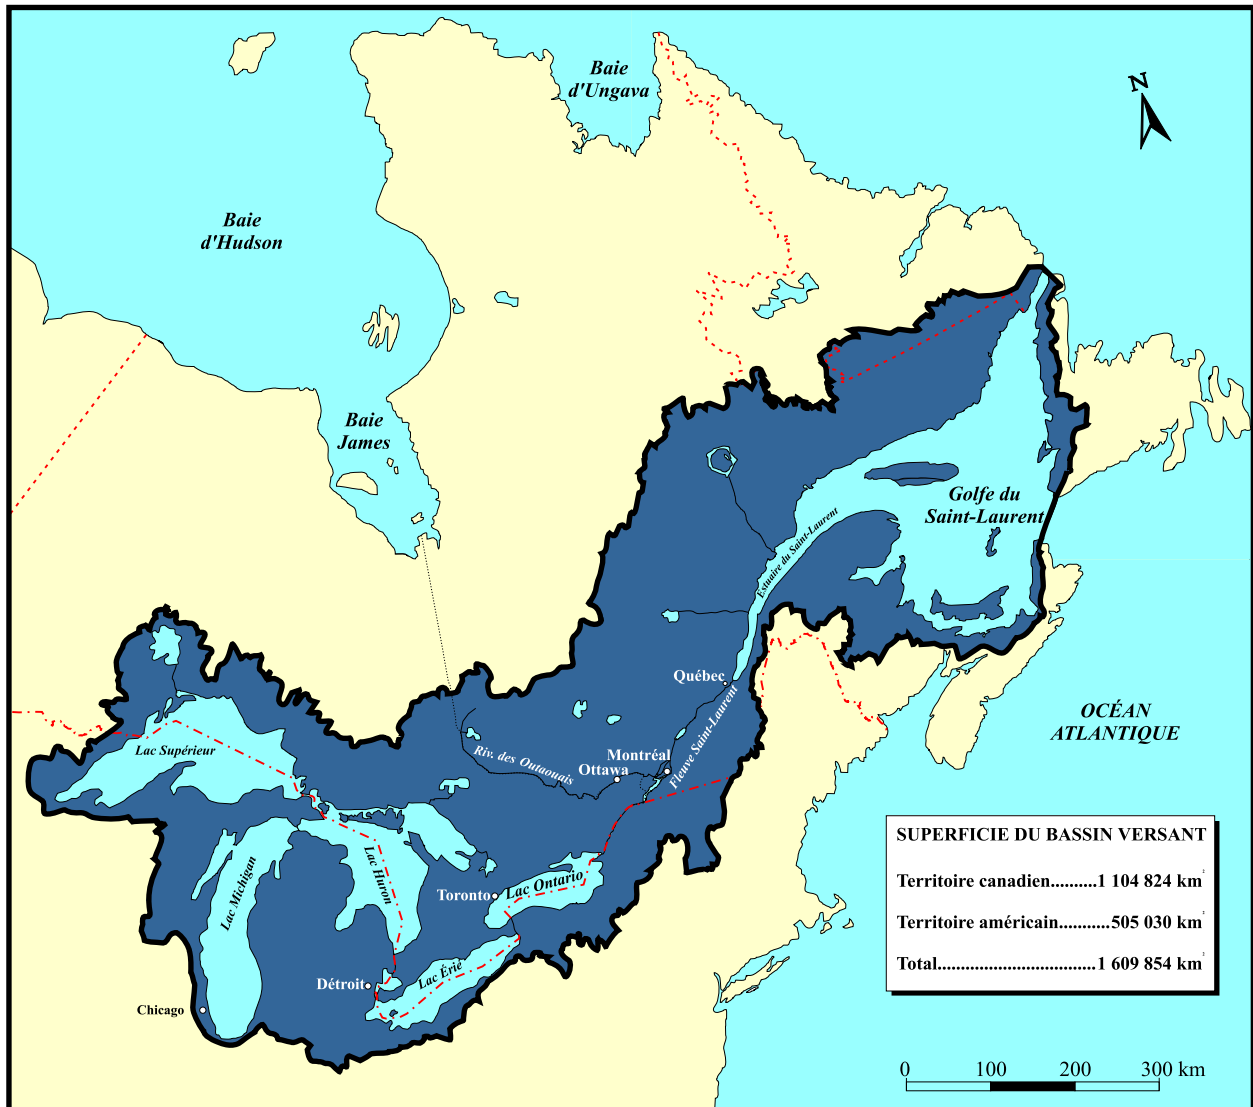 Baie
d'Ungava
N
Baie
d'Hudson
Baie
James
Golfe du
Saint-Laurent
Estuaire du Saint-Laurent
Québec
Fleuve Saint-Laurent
OCÉAN
ATLANTIQUE
Lac Supérieur
Riv. des Outaouais
Montréal
Ottawa
Lac Michigan
Lac Huron
Toronto
Lac Ontario
Lac Érié
Détroit
Chicago
SUPERFICIE DU BASSIN VERSANT
Territoire canadien..........1 104 824 km²
Territoire américain...........505 030 km²
Total..................................1 609 854 km²
0 100 200 300 km